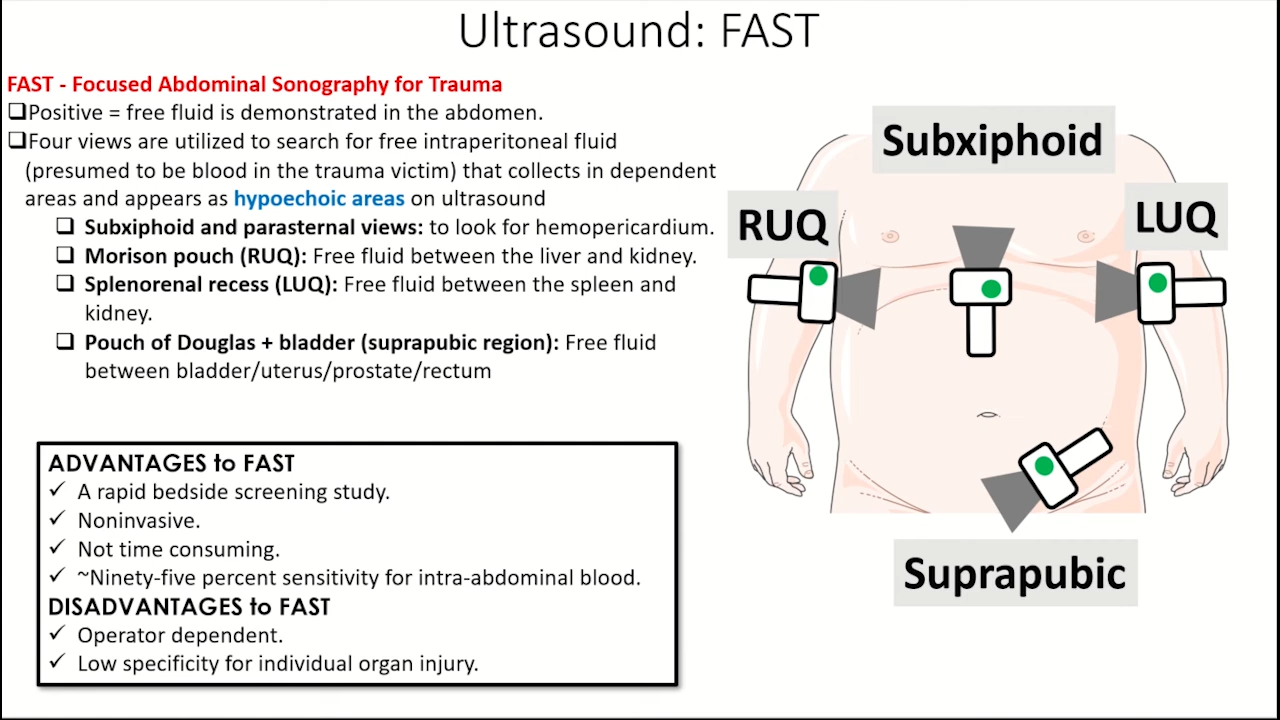 Ultrasound: FAST
FAST - Focused Abdominal Sonography for Trauma
❑Positive = free fluid is demonstrated in the abdomen.
❑Four views are utilized to search for free intraperitoneal fluid
(presumed to be blood in the trauma victim) that collects in dependent
areas and appears as hypoechoic areas on ultrasound
❑ Subxiphoid and parasternal views: to look for hemopericardium.
❑ Morison pouch (RUQ): Free fluid between the liver and kidney.
❑ Splenorenal recess (LUQ): Free fluid between the spleen and
kidney.
❑ Pouch of Douglas + bladder (suprapubic region): Free fluid
between bladder/uterus/prostate/rectum
ADVANTAGES to FAST
✓ A rapid bedside screening study.
✓ Noninvasive.
✓ Not time consuming.
✓ ~Ninety-five percent sensitivity for intra-abdominal blood.
DISADVANTAGES to FAST
✓ Operator dependent.
✓ Low specificity for individual organ injury.
Subxiphoid
RUQ
LUQ
Suprapubic